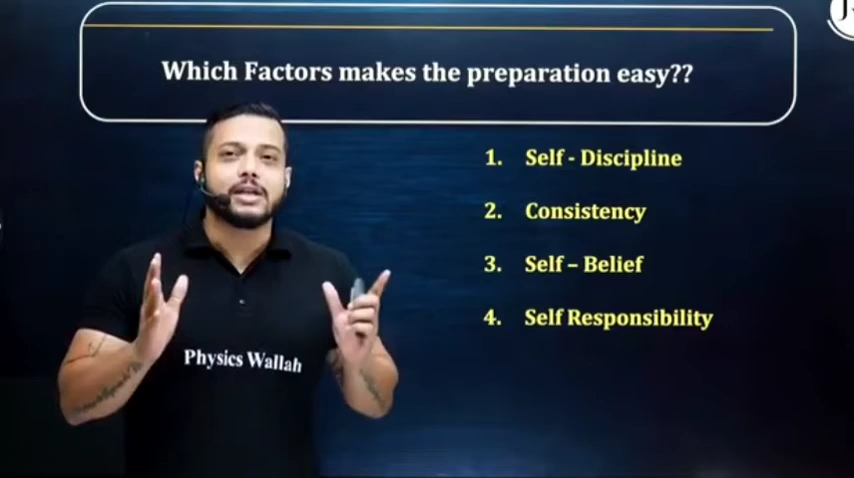 Which Factors makes the preparation easy??
1. Self - Discipline
2. Consistency
3. Self – Belief
4. Self Responsibility
Physics Wallah